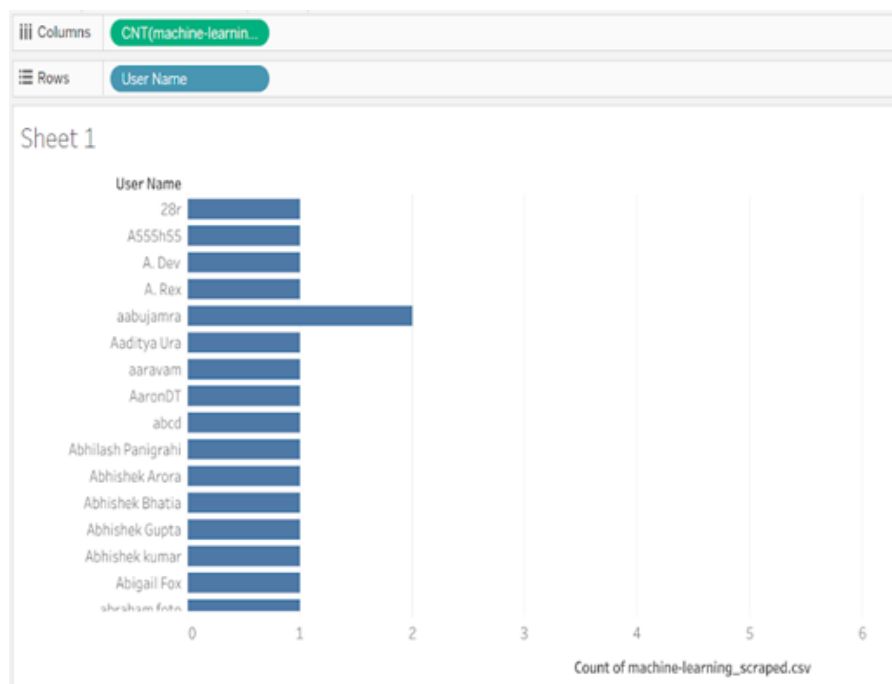 Columns CNT(machine-learnin...
Rows User Name
Sheet 1
User Name
28r
A555h55
A. Dev
A. Rex
aabujamra
Aaditya Ura
aaravam
AaronDT
abcd
Abhilash Panigrahi
Abhishek Arora
Abhishek Bhatia
Abhishek Gupta
Abhishek kumar
Abigail Fox
abraham foto
0 1 2 3 4 5 6
Count of machine-learning_scraped.csv